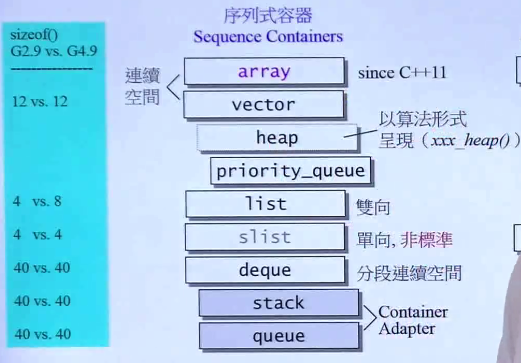 序列式容器
Sequence Containers
sizeof()
G2.9 vs. G4.9
----------------
連續
空間
array
since C++11
12 vs. 12
vector
heap
以算法形式
呈現（xxx_heap()）
priority_queue
4 vs. 8
list
雙向
4 vs. 4
slist
單向, 非標準
40 vs. 40
deque
分段連續空間
40 vs. 40
stack
Container
Adapter
40 vs. 40
queue